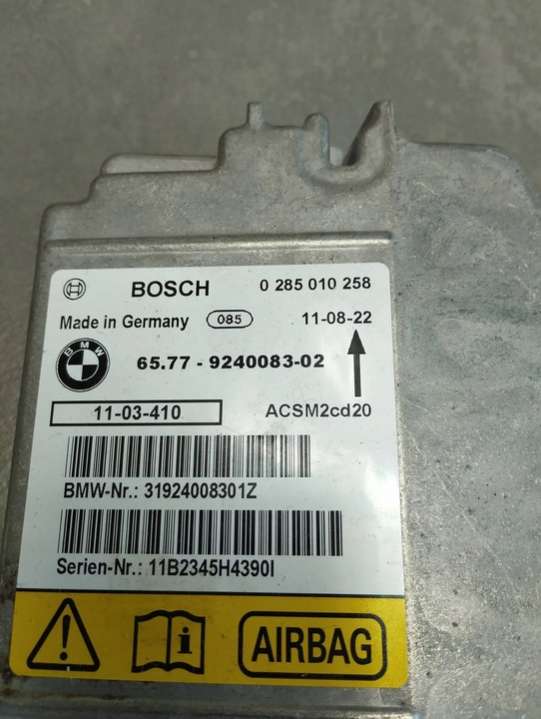 BOSCH 0 285 010 258
Made in Germany 085 11-08-22
BMW 65.77 - 9240083-02
11-03-410 ACSM2cd20
BMW-Nr.: 31924008301Z
Serien-Nr.: 11B2345H4390I
AIRBAG